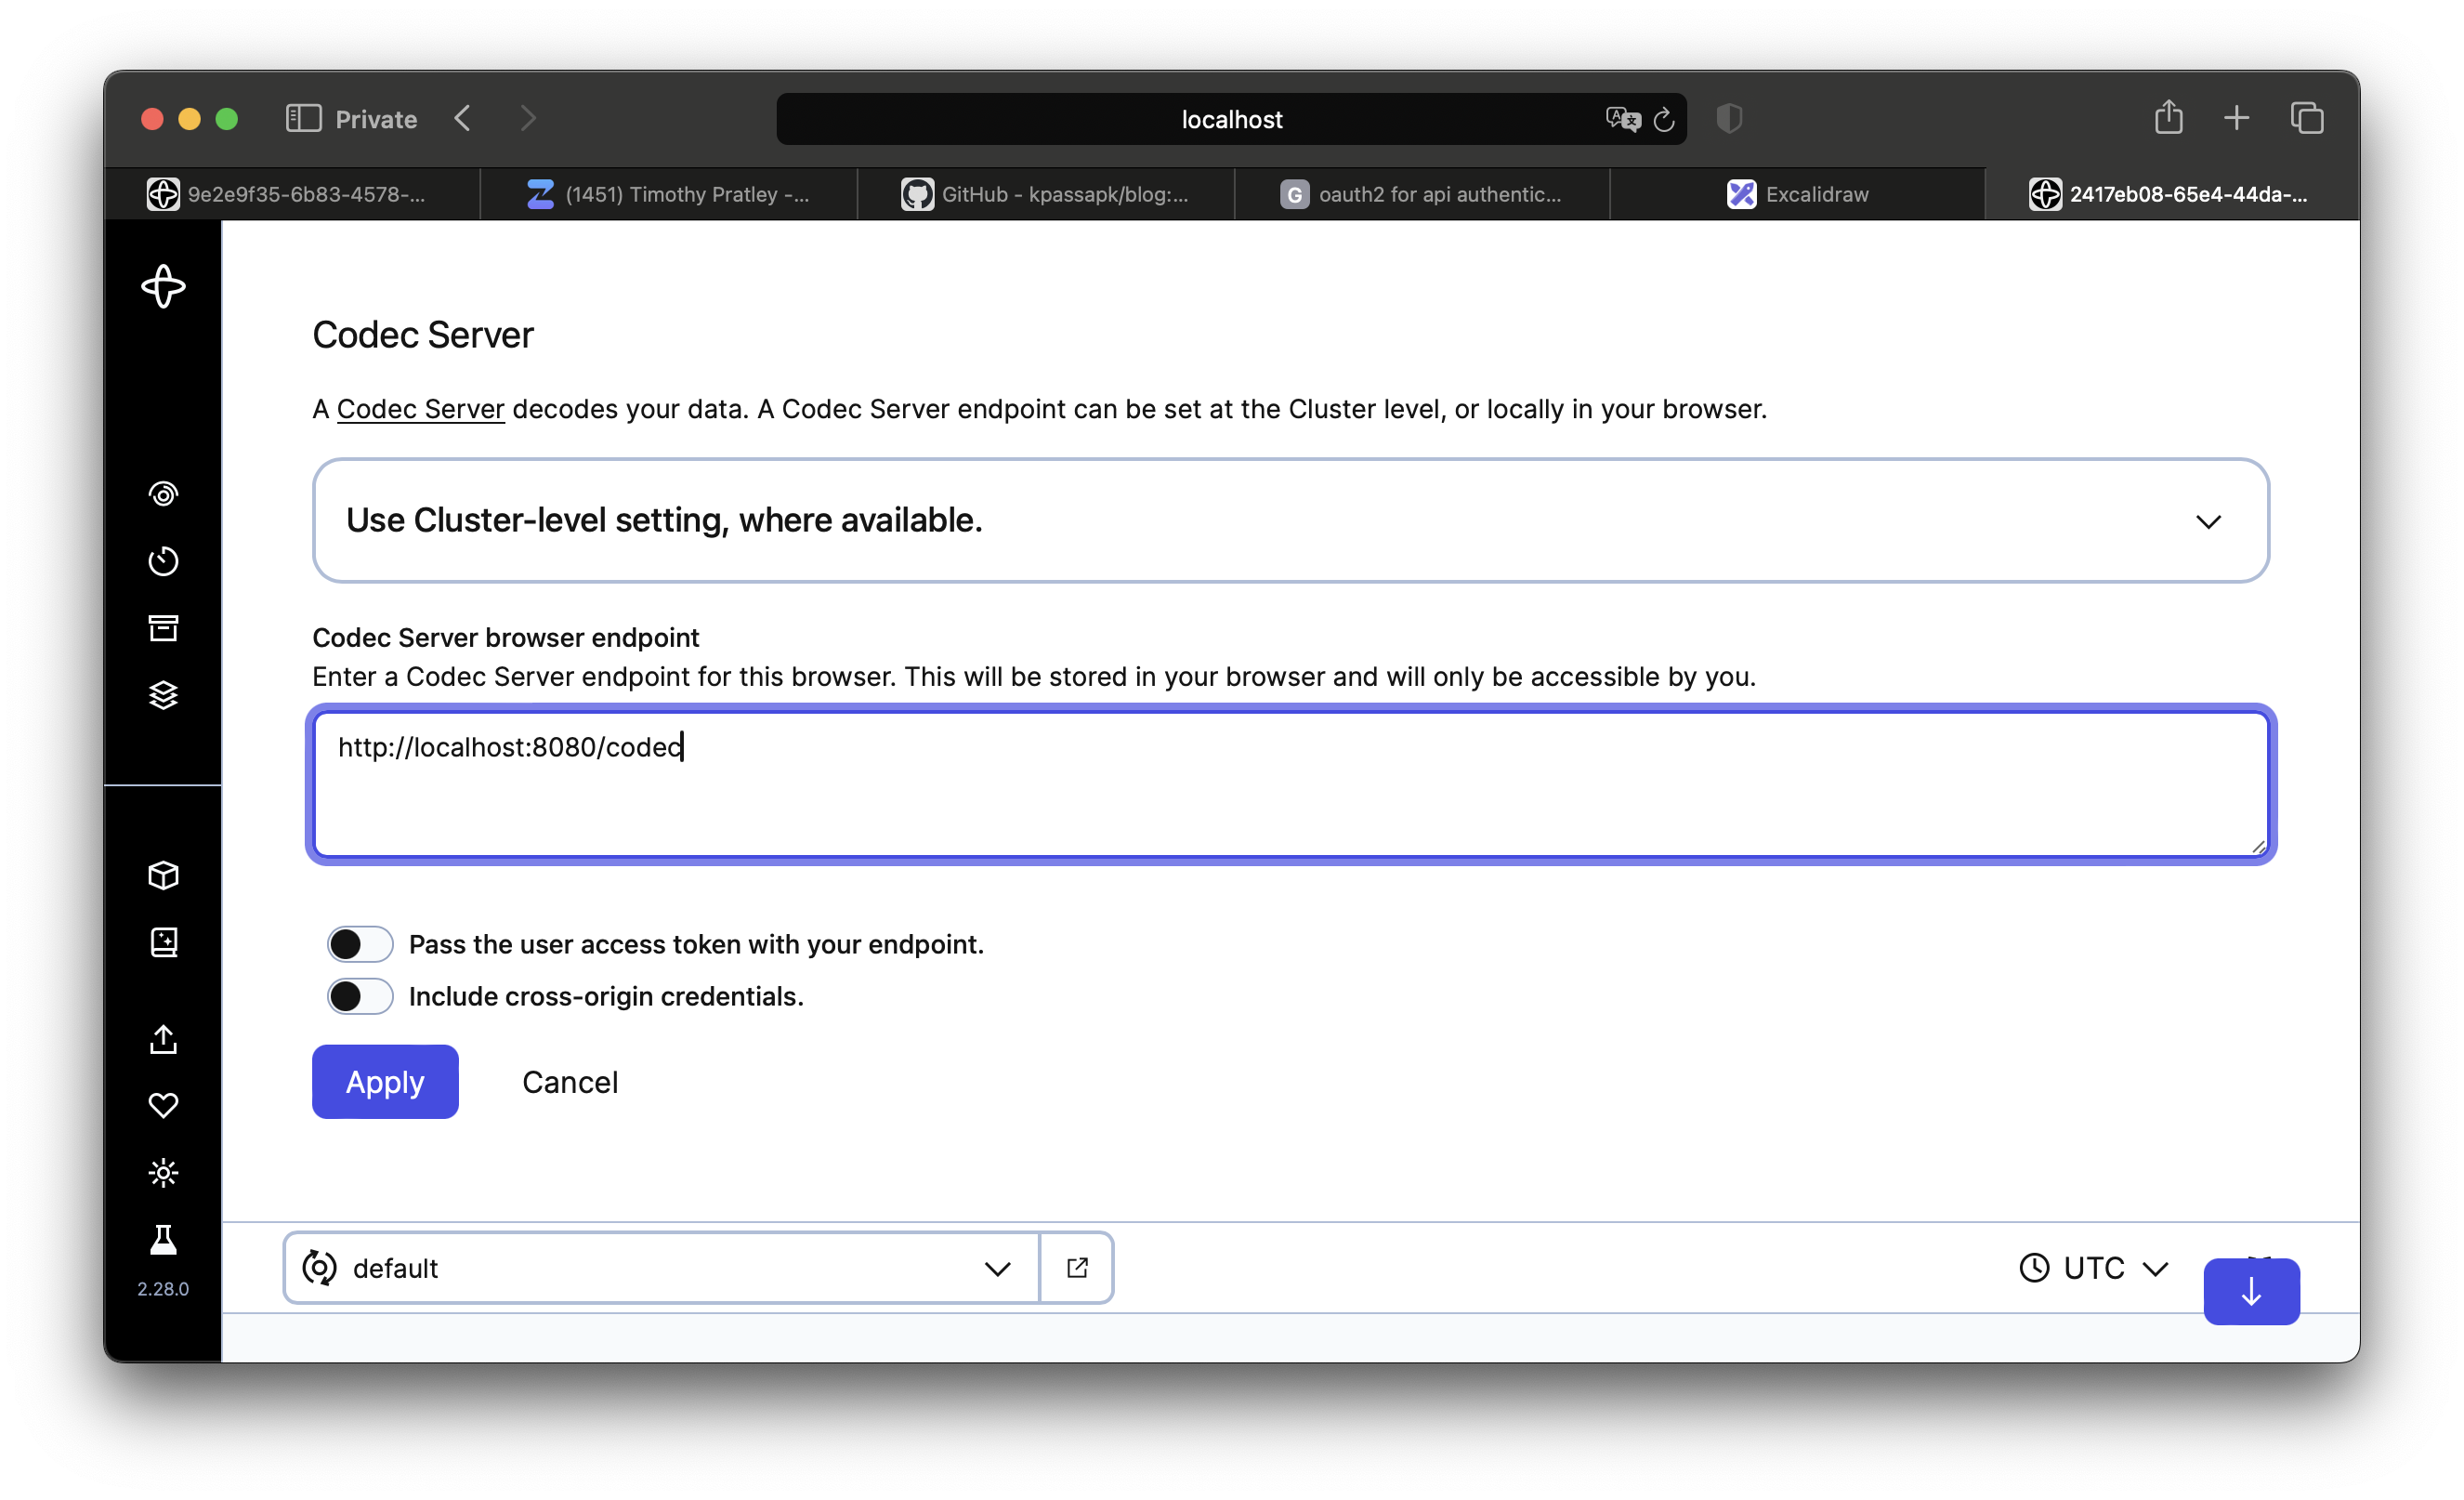 Private
localhost
9e2e9f35-6b83-4578-...
(1451) Timothy Pratley -...
GitHub - kpassapk/blog:...
G oauth2 for api authentic...
Excalidraw
2417eb08-65e4-44da-...
Codec Server
A Codec Server decodes your data. A Codec Server endpoint can be set at the Cluster level, or locally in your browser.
Use Cluster-level setting, where available.
Codec Server browser endpoint
Enter a Codec Server endpoint for this browser. This will be stored in your browser and will only be accessible by you.
http://localhost:8080/codec
Pass the user access token with your endpoint.
Include cross-origin credentials.
Apply Cancel
default
UTC
2.28.0